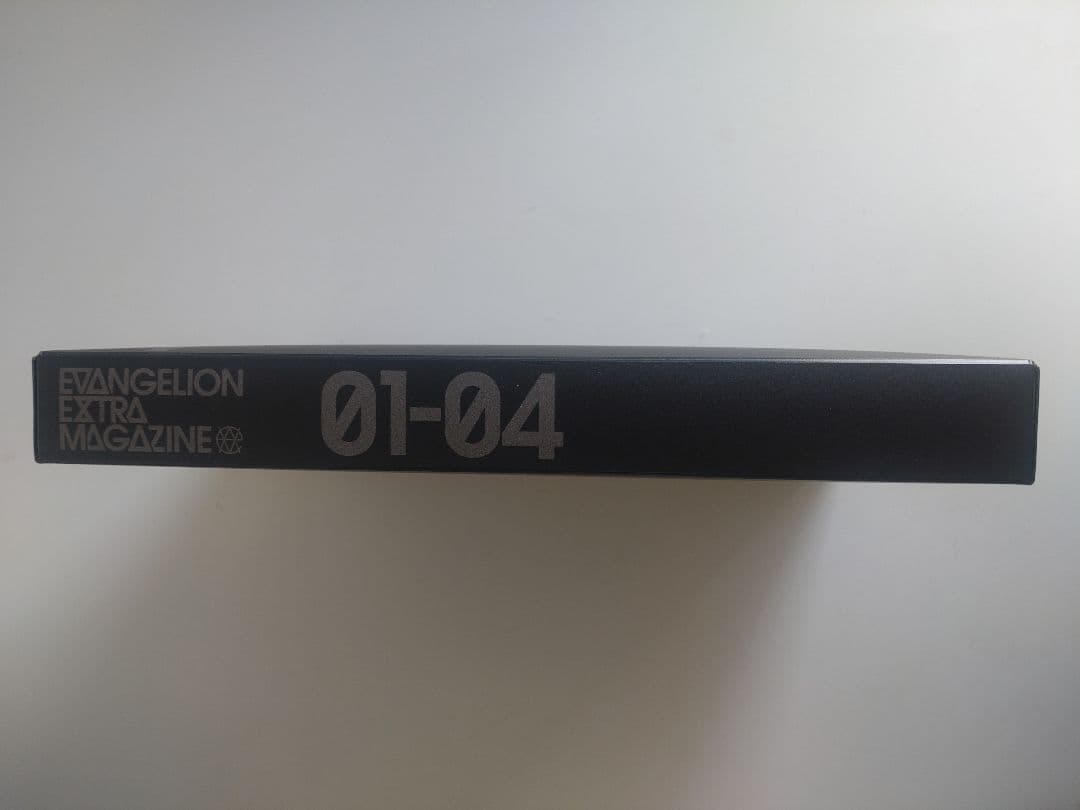 EVANGELION
EXTRA
MAGAZINE
01-04